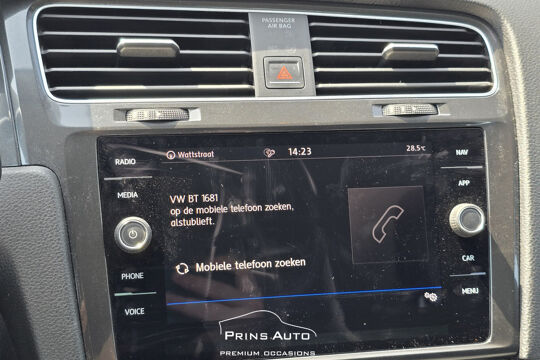 PASSENGER
AIR BAG
RADIO
MEDIA
PHONE
VOICE
Wattstraat
14:23
28.5°C
VW BT 1681
op de mobiele telefoon zoeken,
alstublieft.
Mobiele telefoon zoeken
NAV
APP
CAR
MENU
PRINS AUTO
PREMIUM OCCASIONS